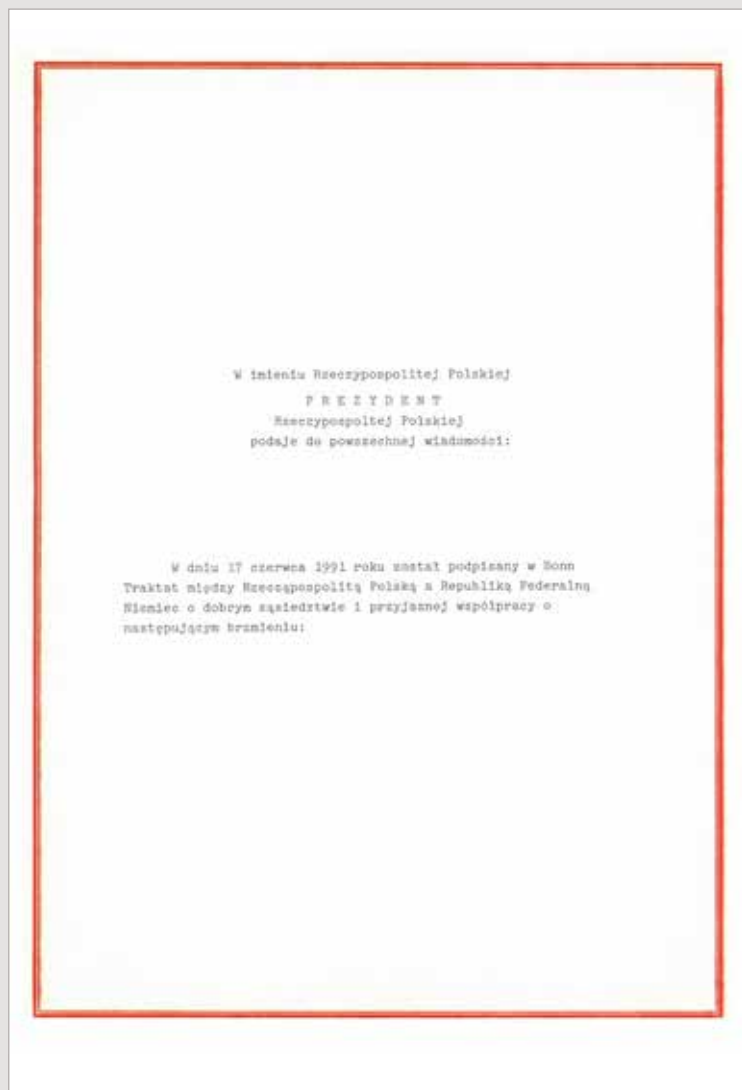 W imieniu Rzeczypospolitej Polskiej
P R E Z Y D E N T
Rzeczypospoltej Polskiej
podaje do powszechnej wiadomości:
W dniu 17 czerwca 1991 roku został podpisany w Bonn
Traktat między Rzecząpospolitą Polską a Republiką Federalną
Niemiec o dobrym sąsiedztwie i przyjaznej współpracy o
następującym brzmieniu: